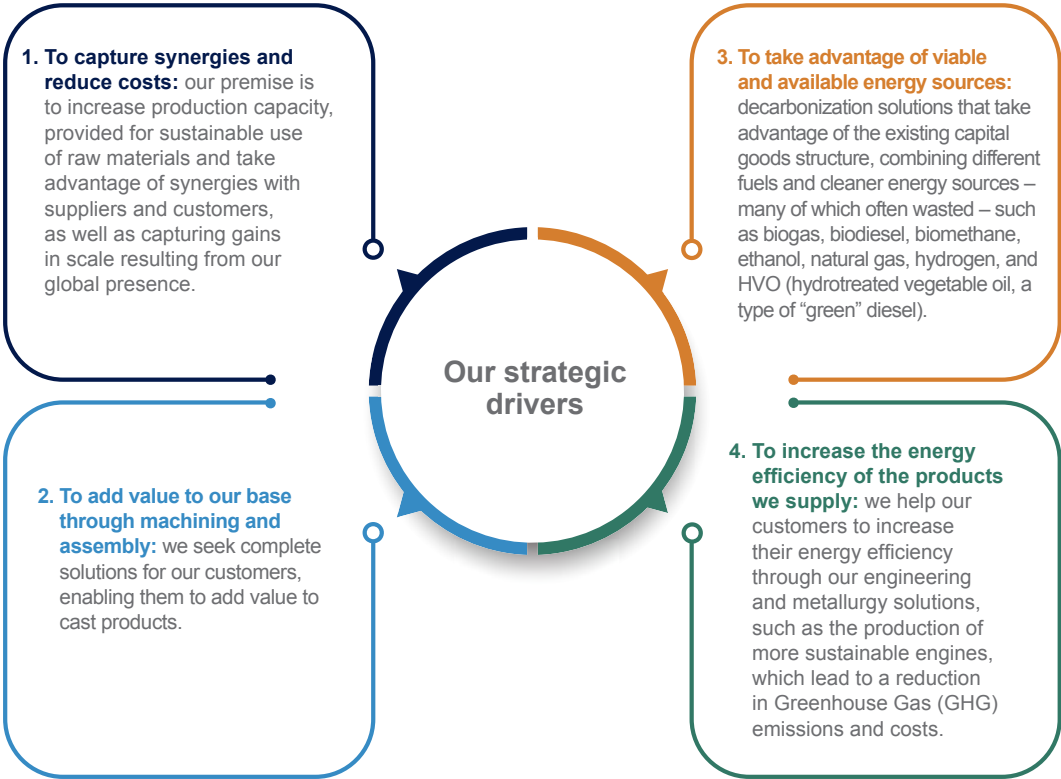 1. To capture synergies and
reduce costs: our premise is
to increase production capacity,
provided for sustainable use
of raw materials and take
advantage of synergies with
suppliers and customers,
as well as capturing gains
in scale resulting from our
global presence.
2. To add value to our base
through machining and
assembly: we seek complete
solutions for our customers,
enabling them to add value to
cast products.
Our strategic
drivers
3. To take advantage of viable
and available energy sources:
decarbonization solutions that take
advantage of the existing capital
goods structure, combining different
fuels and cleaner energy sources –
many of which often wasted – such
as biogas, biodiesel, biomethane,
ethanol, natural gas, hydrogen, and
HVO (hydrotreated vegetable oil, a
type of “green” diesel).
4. To increase the energy
efficiency of the products
we supply: we help our
customers to increase
their energy efficiency
through our engineering
and metallurgy solutions,
such as the production of
more sustainable engines,
which lead to a reduction
in Greenhouse Gas (GHG)
emissions and costs.